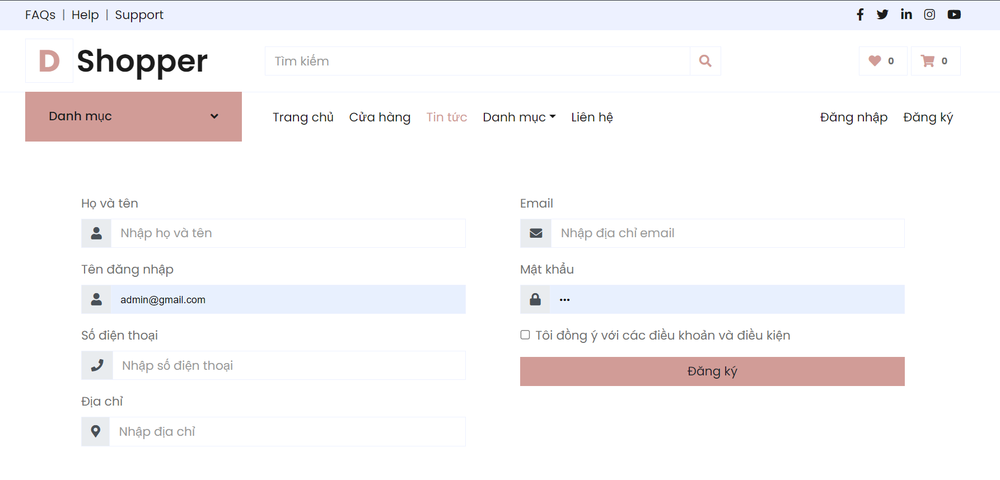 FAQs | Help | Support
D Shopper
Tìm kiếm
0
0
Danh mục
Trang chủ Cửa hàng Tin tức Danh mục Liên hệ
Đăng nhập Đăng ký
Họ và tên
Nhập họ và tên
Email
Nhập địa chỉ email
Tên đăng nhập
admin@gmail.com
Mật khẩu
•••
Số điện thoại
Nhập số điện thoại
Tôi đồng ý với các điều khoản và điều kiện
Đăng ký
Địa chỉ
Nhập địa chỉ